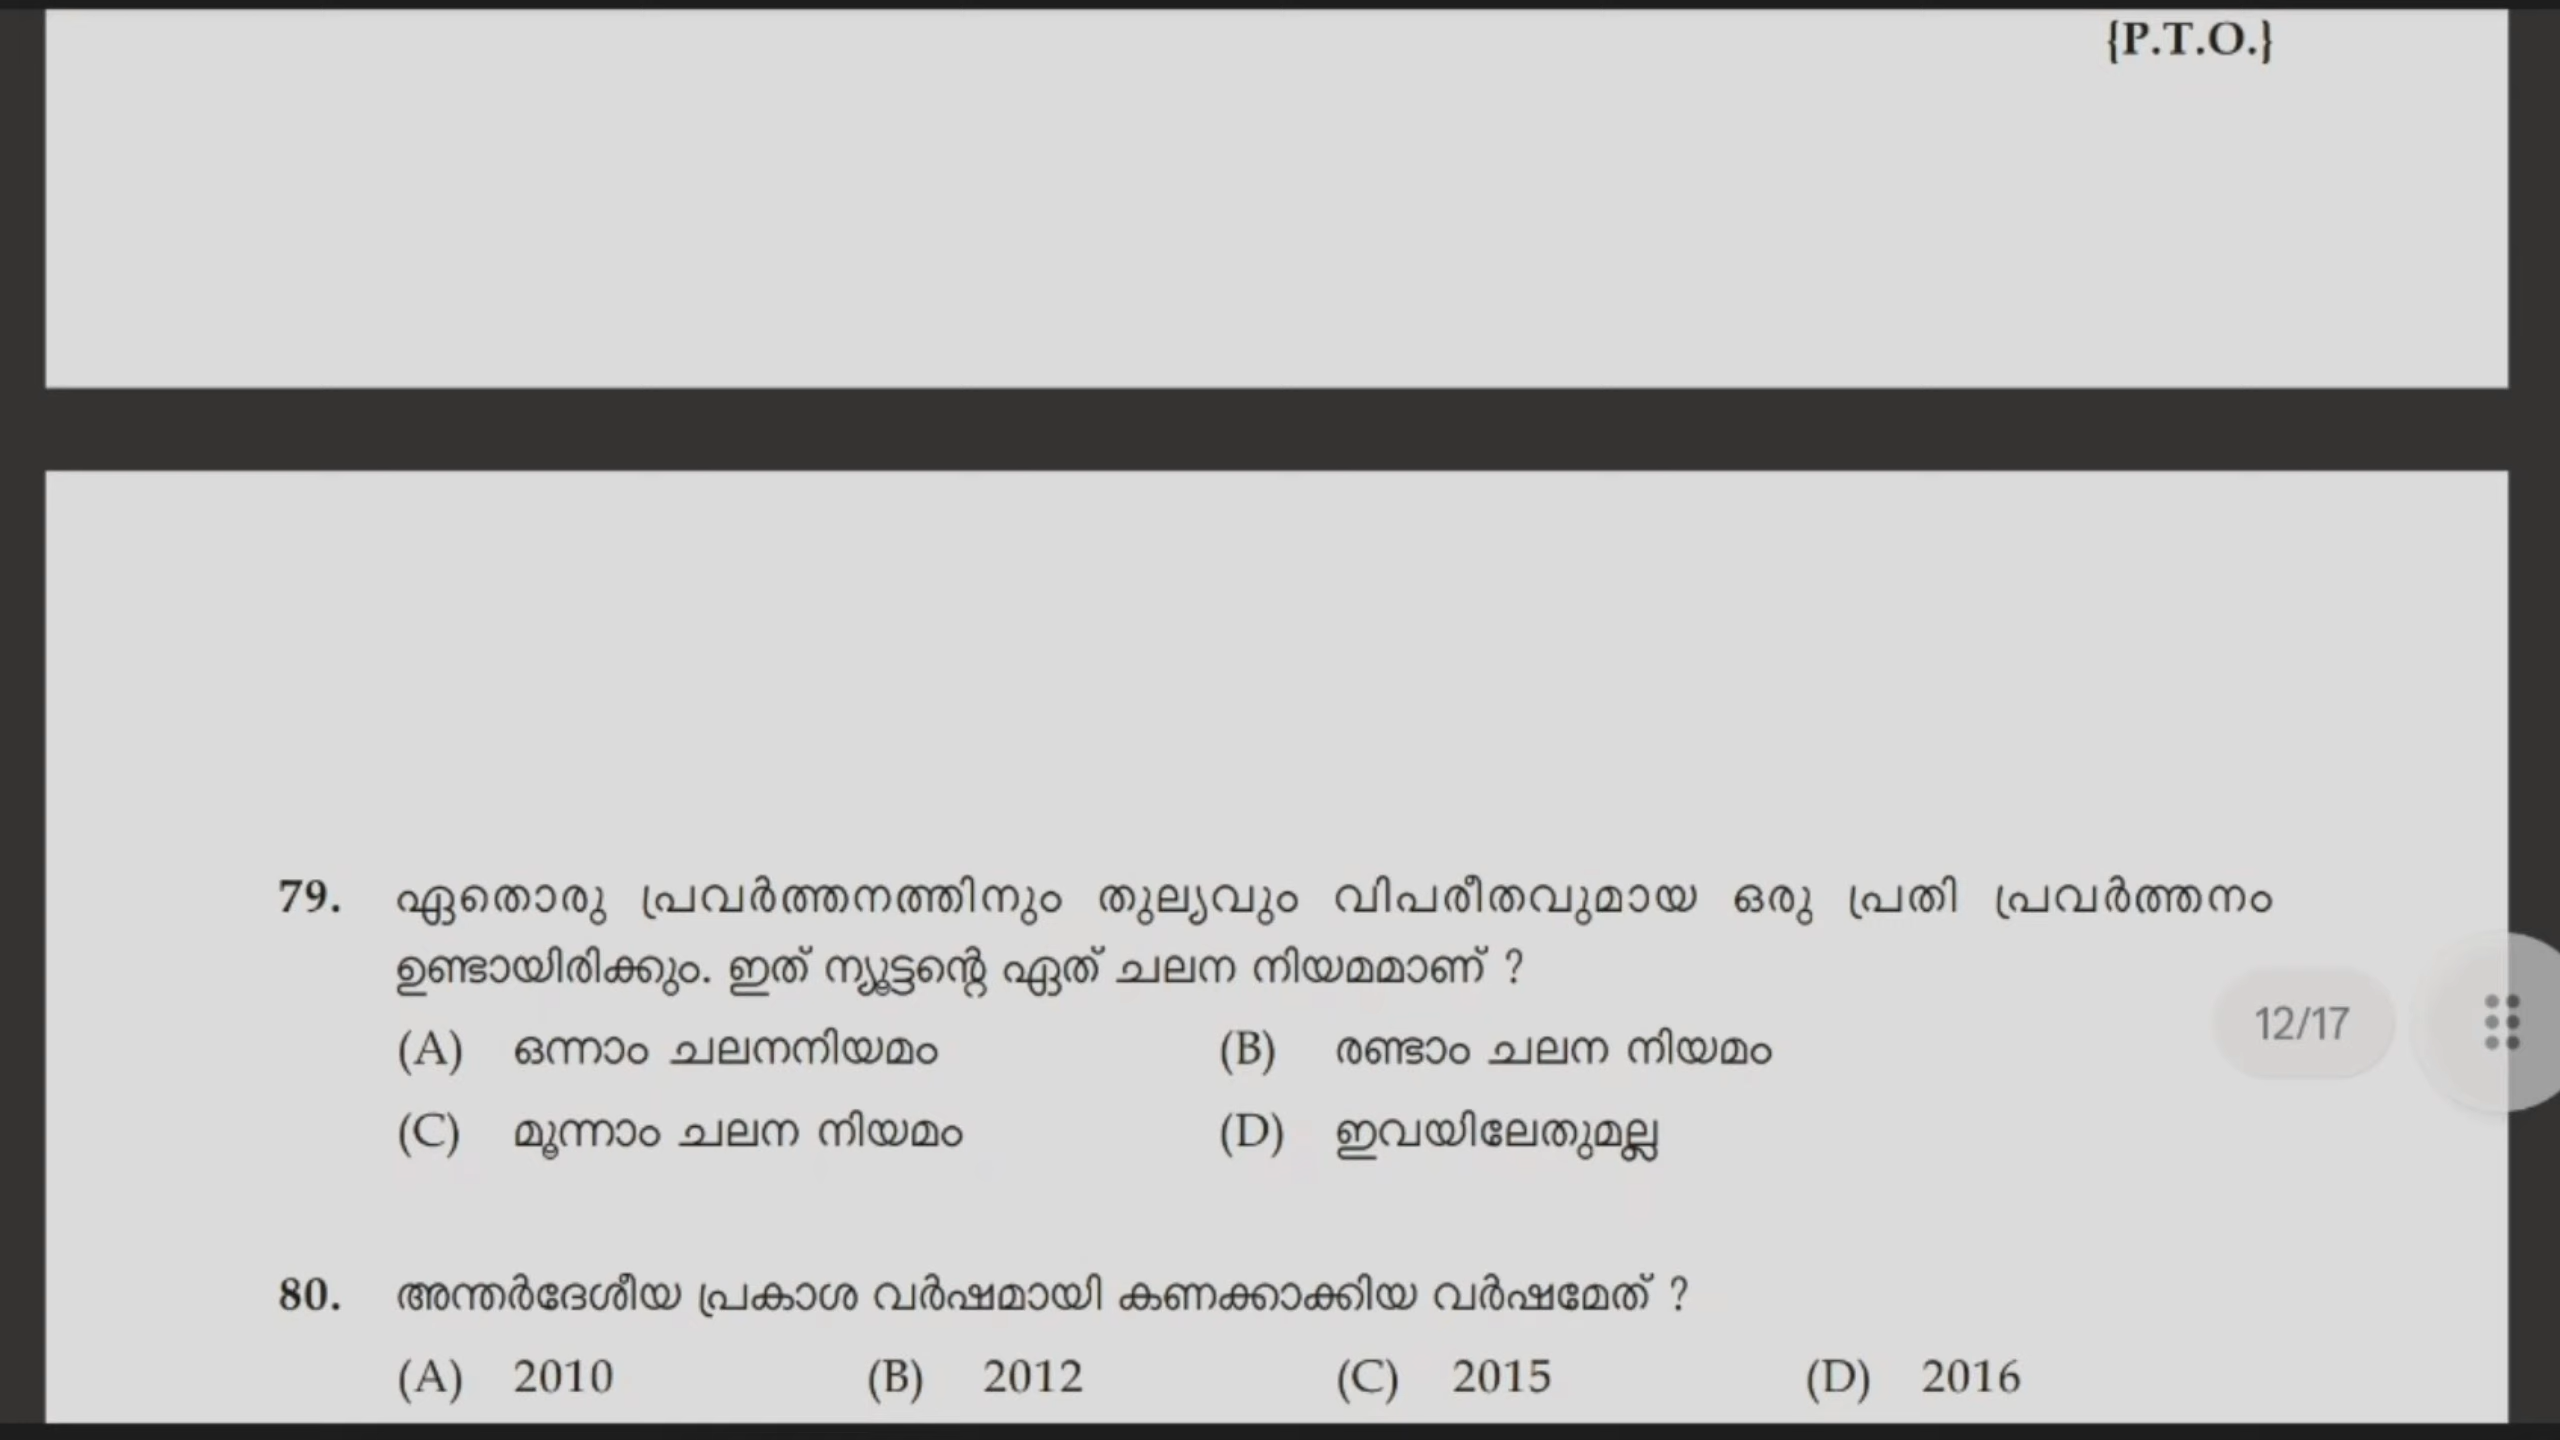 {P.T.O.}
79. ഏതൊരു പ്രവർത്തനത്തിനും തുല്യവും വിപരീതവുമായ ഒരു പ്രതി പ്രവർത്തനം
ഉണ്ടായിരിക്കും. ഇത് ന്യൂട്ടന്റെ ഏത് ചലന നിയമമാണ് ?
(A) ഒന്നാം ചലനനിയമം (B) രണ്ടാം ചലന നിയമം
(C) മൂന്നാം ചലന നിയമം (D) ഇവയിലേതുമല്ല
12/17
80. അന്തർദേശീയ പ്രകാശ വർഷമായി കണക്കാക്കിയ വർഷമേത് ?
(A) 2010 (B) 2012 (C) 2015 (D) 2016